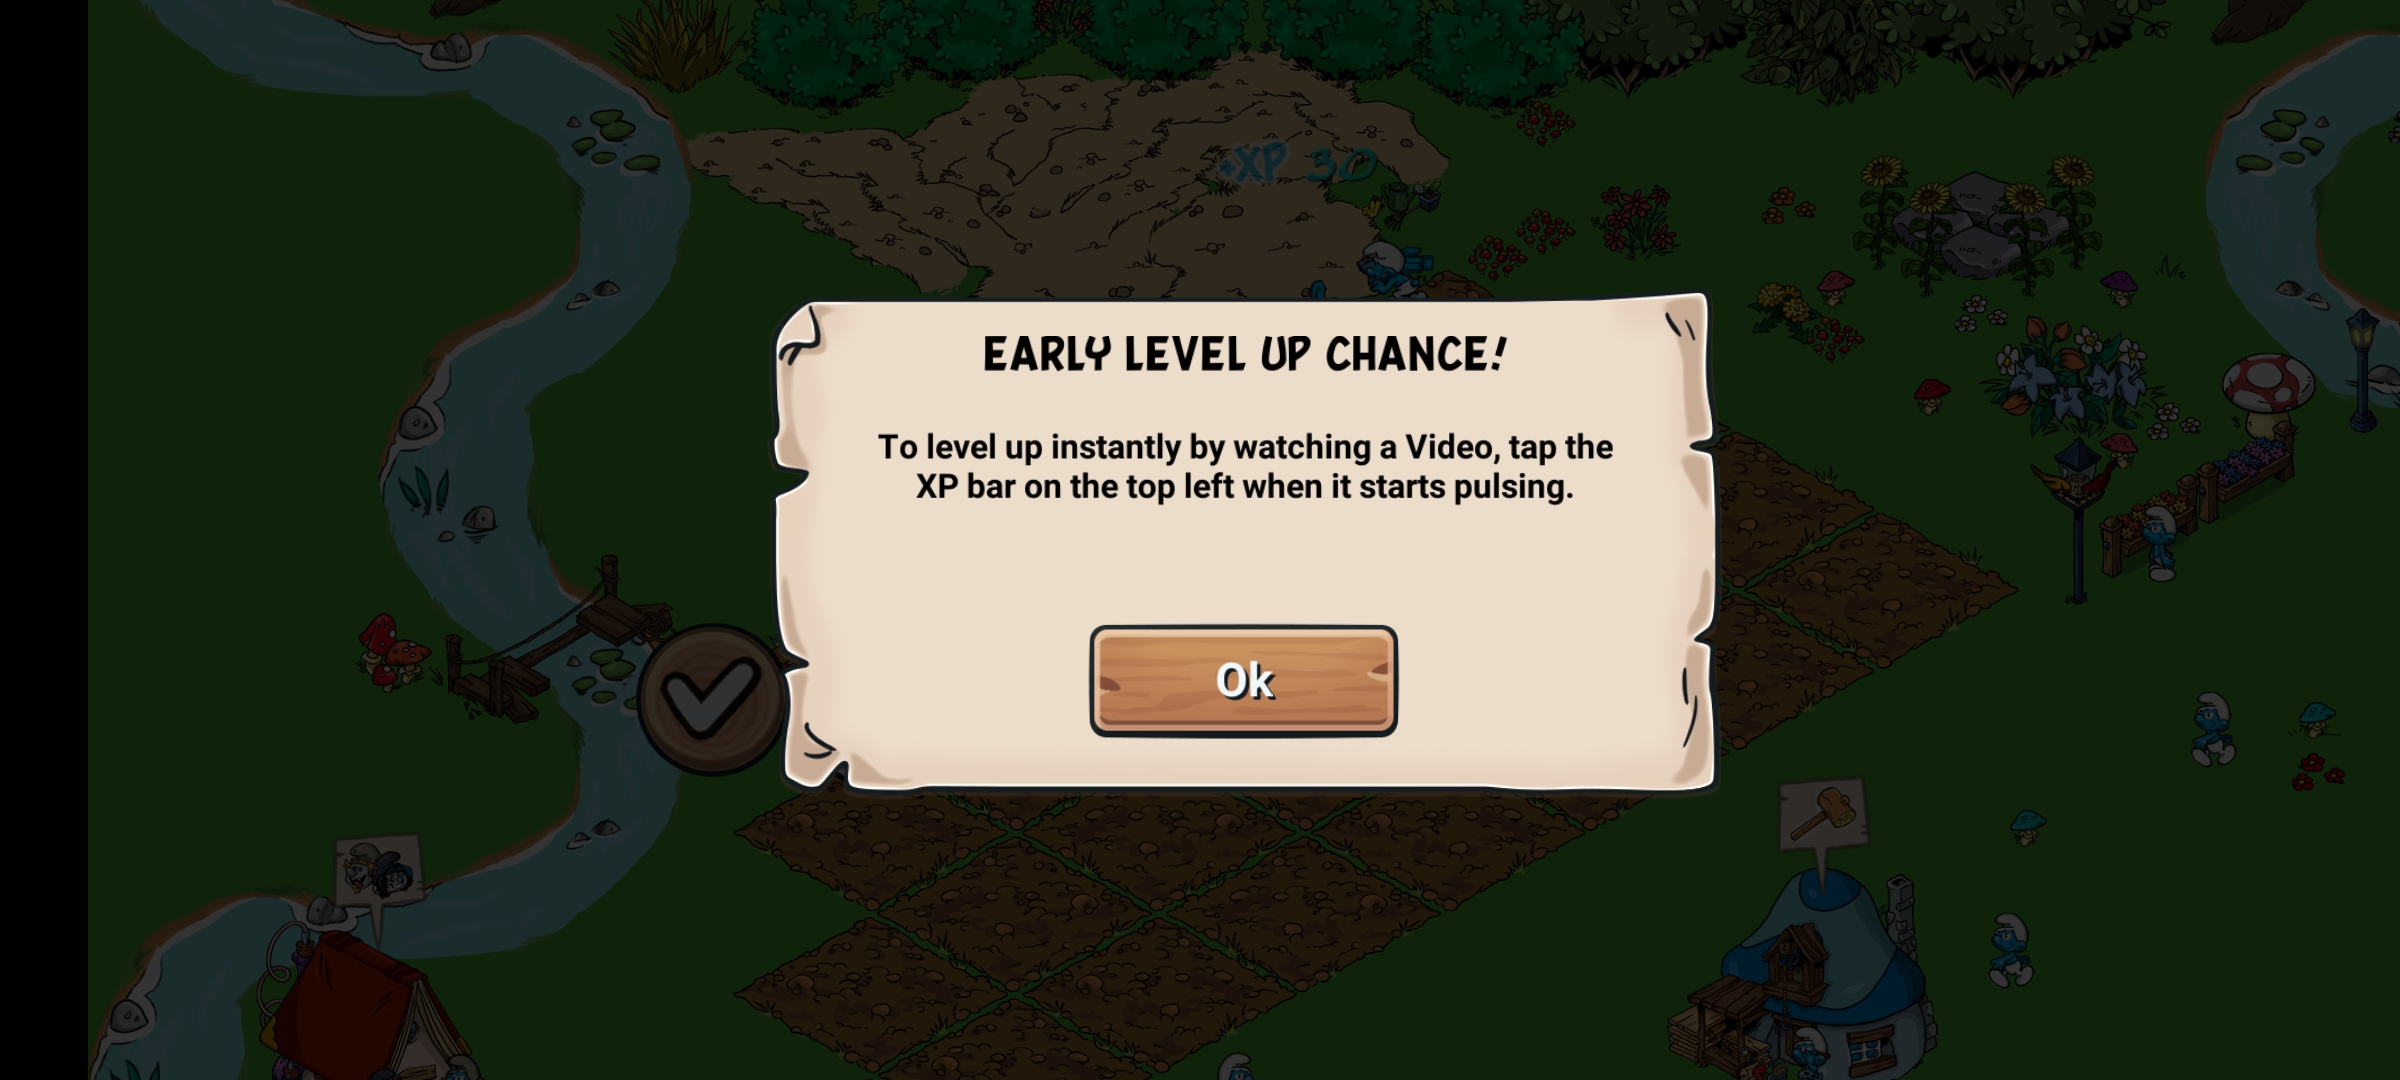 +XP 30
EARLY LEVEL UP CHANCE!
To level up instantly by watching a Video, tap the
XP bar on the top left when it starts pulsing.
Ok